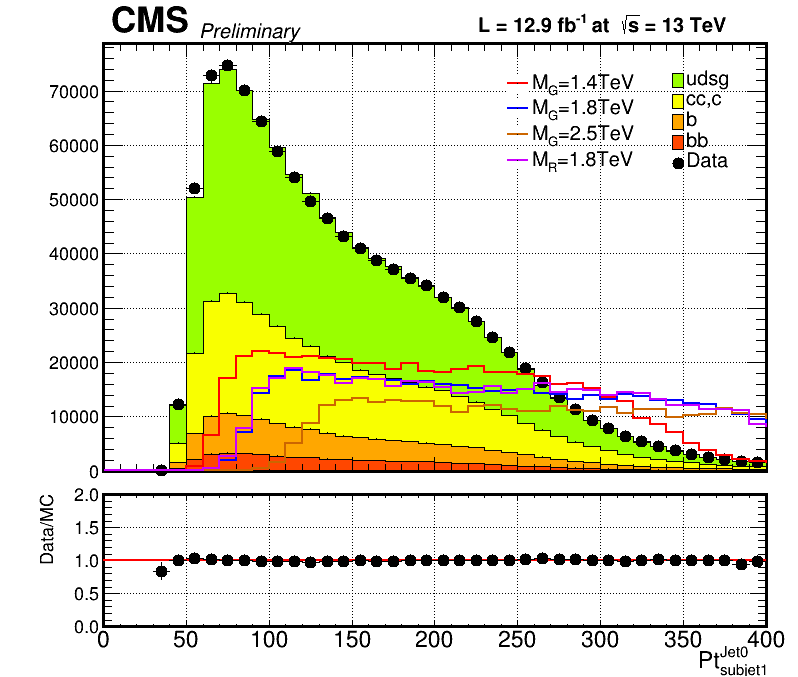 CMS Preliminary L = 12.9 fb⁻¹ at √s = 13 TeV
M_G=1.4TeV udsg
M_G=1.8TeV cc,c
M_G=2.5TeV b
M_R=1.8TeV bb
Data
70000
60000
50000
40000
30000
20000
10000
0
Data/MC
2.0
1.5
1.0
0.5
0.0
0 50 100 150 200 250 300 350 400
Pt^{Jet0}_{subjet1}